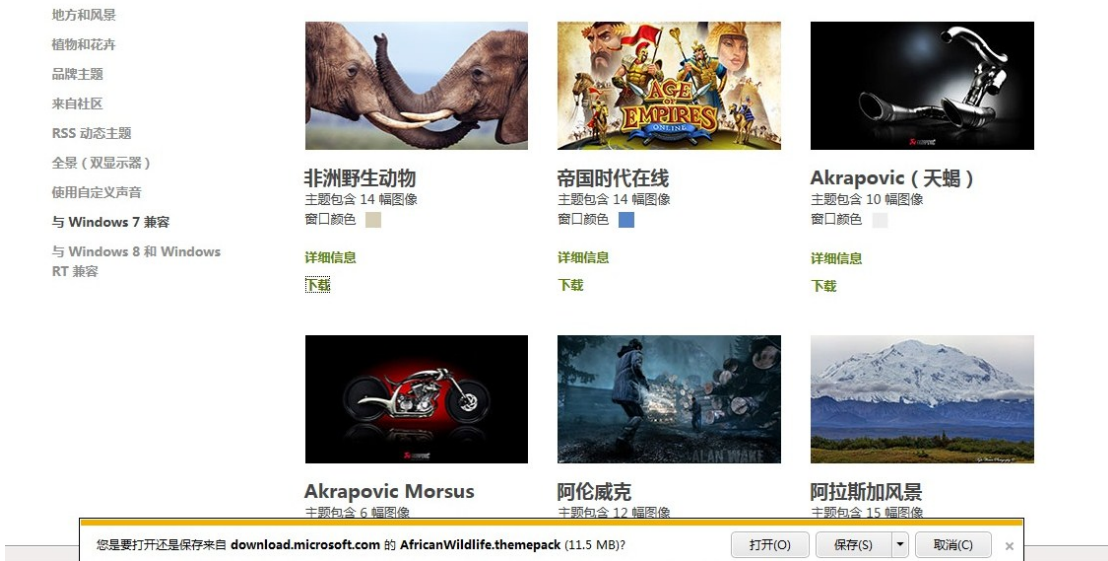 地方和风景
植物和花卉
品牌主题
来自社区
RSS 动态主题
全景（双显示器）
使用自定义声音
与 Windows 7 兼容
与 Windows 8 和 Windows
RT 兼容
AGE
OF
EMPIRES
ONLINE
非洲野生动物
主题包含 14 幅图像
窗口颜色
详细信息
下载
帝国时代在线
主题包含 14 幅图像
窗口颜色
详细信息
下载
Akrapovic（天蝎）
主题包含 10 幅图像
窗口颜色
详细信息
下载
ALAN WAKE
Akrapovic Morsus
主题包含 6 幅图像
阿伦威克
主题包含 12 幅图像
阿拉斯加风景
主题包含 15 幅图像
您是要打开还是保存来自 download.microsoft.com 的 AfricanWildlife.themepack (11.5 MB)?
打开(O)
保存(S)
取消(C)
×